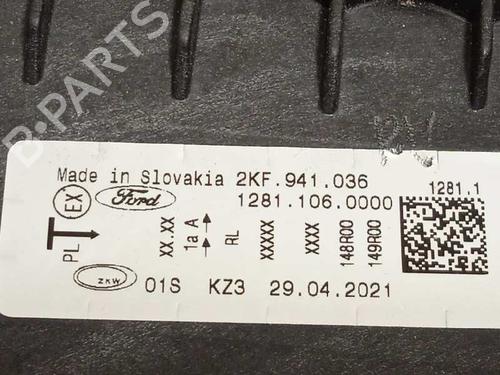 B-PARTS
Made in Slovakia 2KF.941.036
EX Ford 1281.106.0000
1281.1
PL
XX.XX
1a A
RL
XXXXX
XXXX
148R00
149R00
ZKW 01S KZ3 29.04.2021